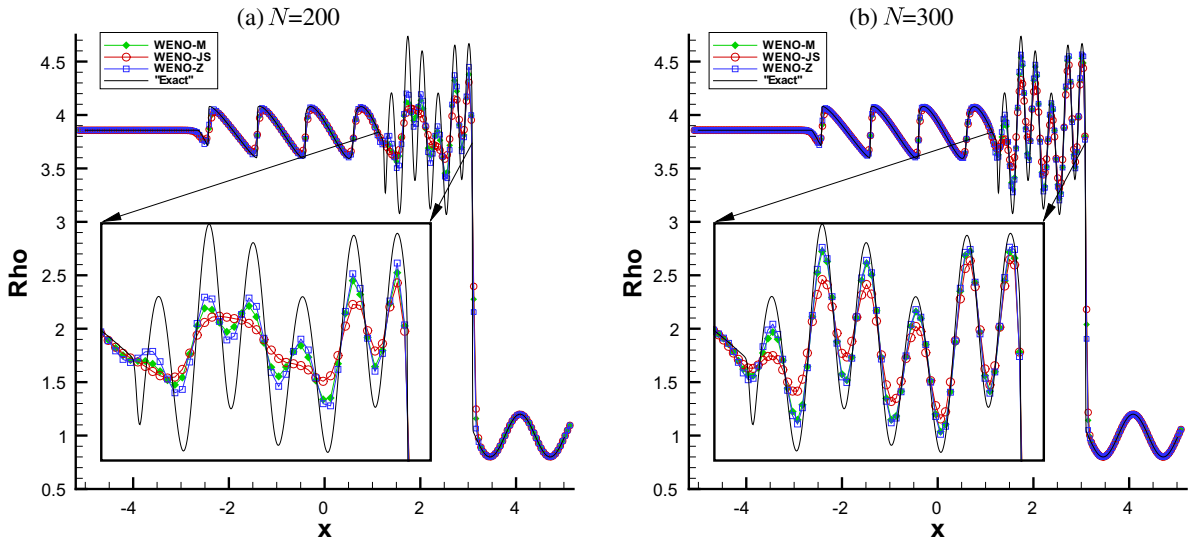 (a) N=200
WENO-M
WENO-JS
WENO-Z
"Exact"
4.5
4
3.5
3
2.5
2
1.5
1
0.5
Rho
-4
-2
0
2
4
x
(b) N=300
WENO-M
WENO-JS
WENO-Z
"Exact"
4.5
4
3.5
3
2.5
2
1.5
1
0.5
Rho
-4
-2
0
2
4
x